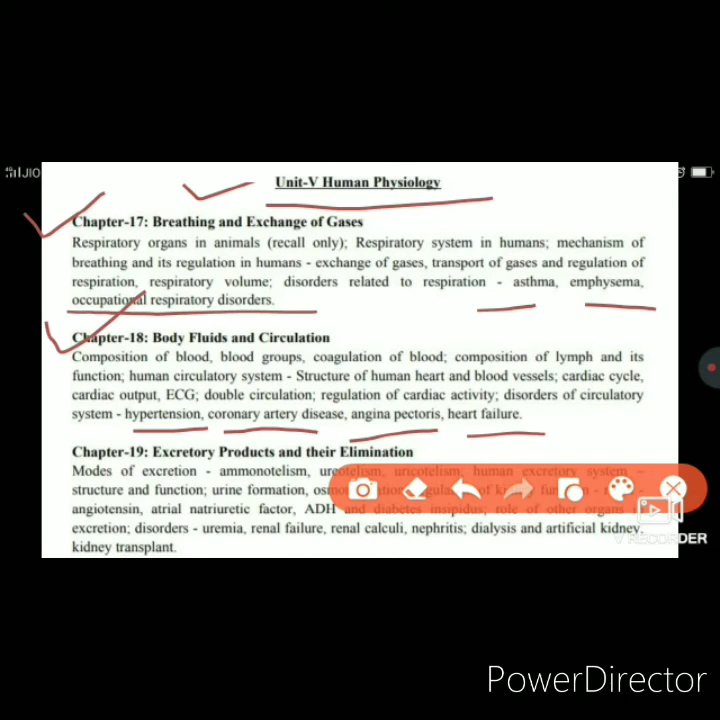 JIO
Unit-V Human Physiology
Chapter-17: Breathing and Exchange of Gases
Respiratory organs in animals (recall only); Respiratory system in humans; mechanism of
breathing and its regulation in humans - exchange of gases, transport of gases and regulation of
respiration, respiratory volume; disorders related to respiration - asthma, emphysema,
occupational respiratory disorders.
Chapter-18: Body Fluids and Circulation
Composition of blood, blood groups, coagulation of blood; composition of lymph and its
function; human circulatory system - Structure of human heart and blood vessels; cardiac cycle,
cardiac output, ECG; double circulation; regulation of cardiac activity; disorders of circulatory
system - hypertension, coronary artery disease, angina pectoris, heart failure.
Chapter-19: Excretory Products and their Elimination
Modes of excretion - ammonotelism, ureotelism, uricotelism, human excretory system –
structure and function; urine formation,
angiotensin, atrial natriuretic factor, ADH and diabetes insipidus; role of other organs
excretion; disorders - uremia, renal failure, renal calculi, nephritis; dialysis and artificial kidney,
V RECORDER
kidney transplant.
PowerDirector